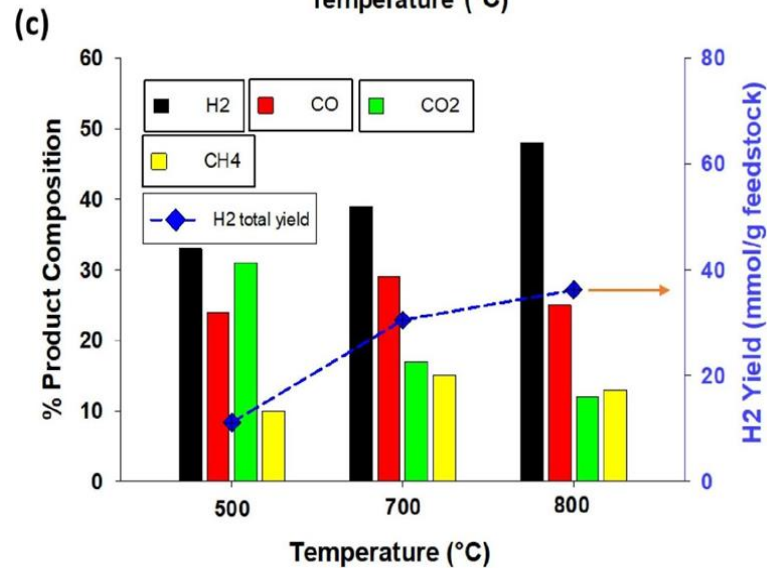 Temperature (°C)
(c)
60
50
40
30
20
10
0
% Product Composition
H2
CO
CO2
CH4
H2 total yield
80
60
40
20
0
H2 Yield (mmol/g feedstock)
500
700
800
Temperature (°C)